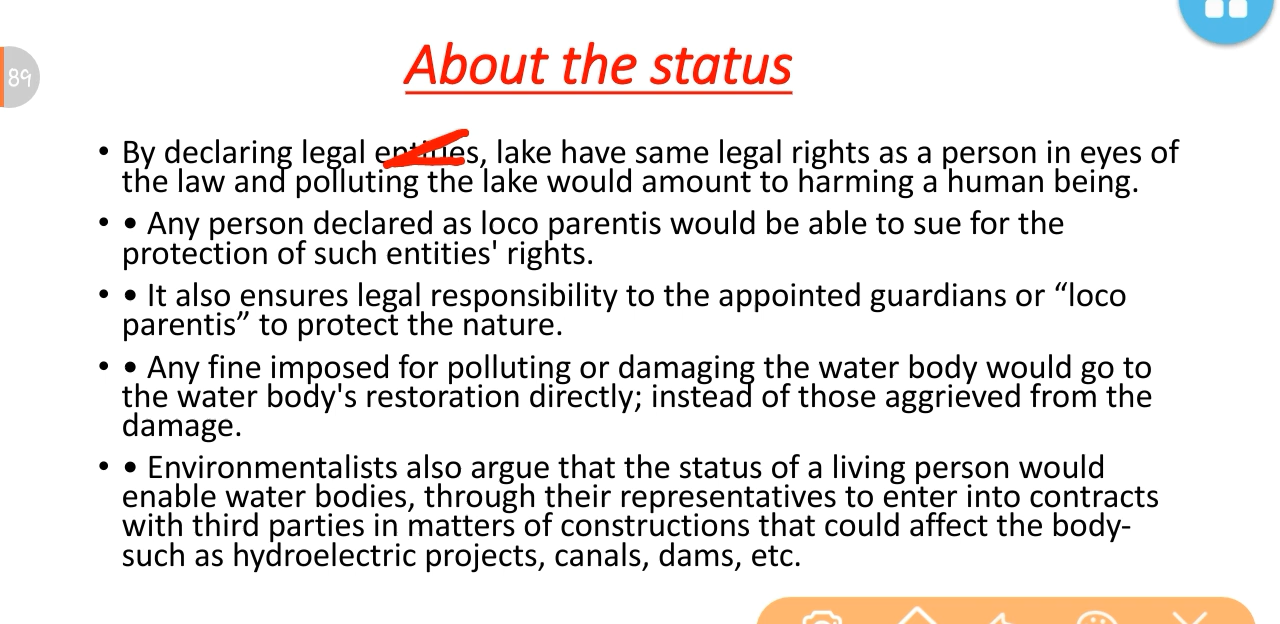 89
About the status
• By declaring legal entities, lake have same legal rights as a person in eyes of
the law and polluting the lake would amount to harming a human being.
• • Any person declared as loco parentis would be able to sue for the
protection of such entities' rights.
• • It also ensures legal responsibility to the appointed guardians or “loco
parentis” to protect the nature.
• • Any fine imposed for polluting or damaging the water body would go to
the water body's restoration directly; instead of those aggrieved from the
damage.
• • Environmentalists also argue that the status of a living person would
enable water bodies, through their representatives to enter into contracts
with third parties in matters of constructions that could affect the body-
such as hydroelectric projects, canals, dams, etc.